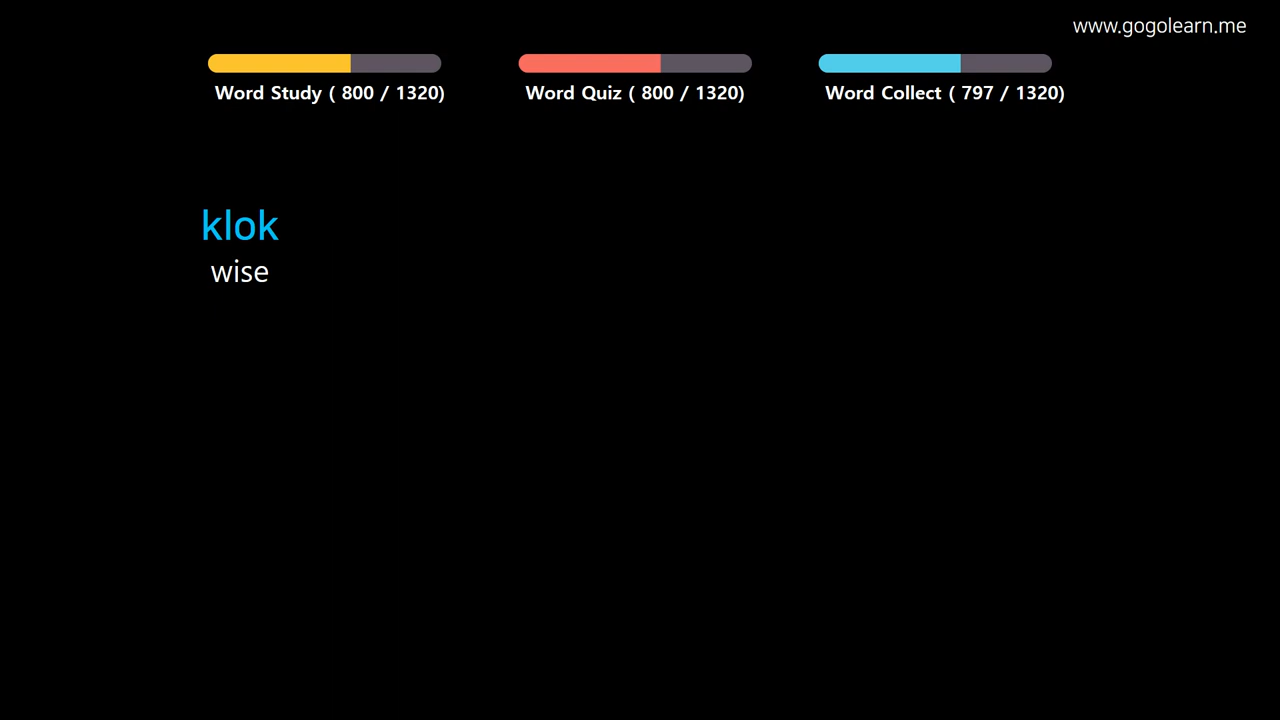 www.gogolearn.me
Word Study ( 800 / 1320)
Word Quiz ( 800 / 1320)
Word Collect ( 797 / 1320)
klok
wise